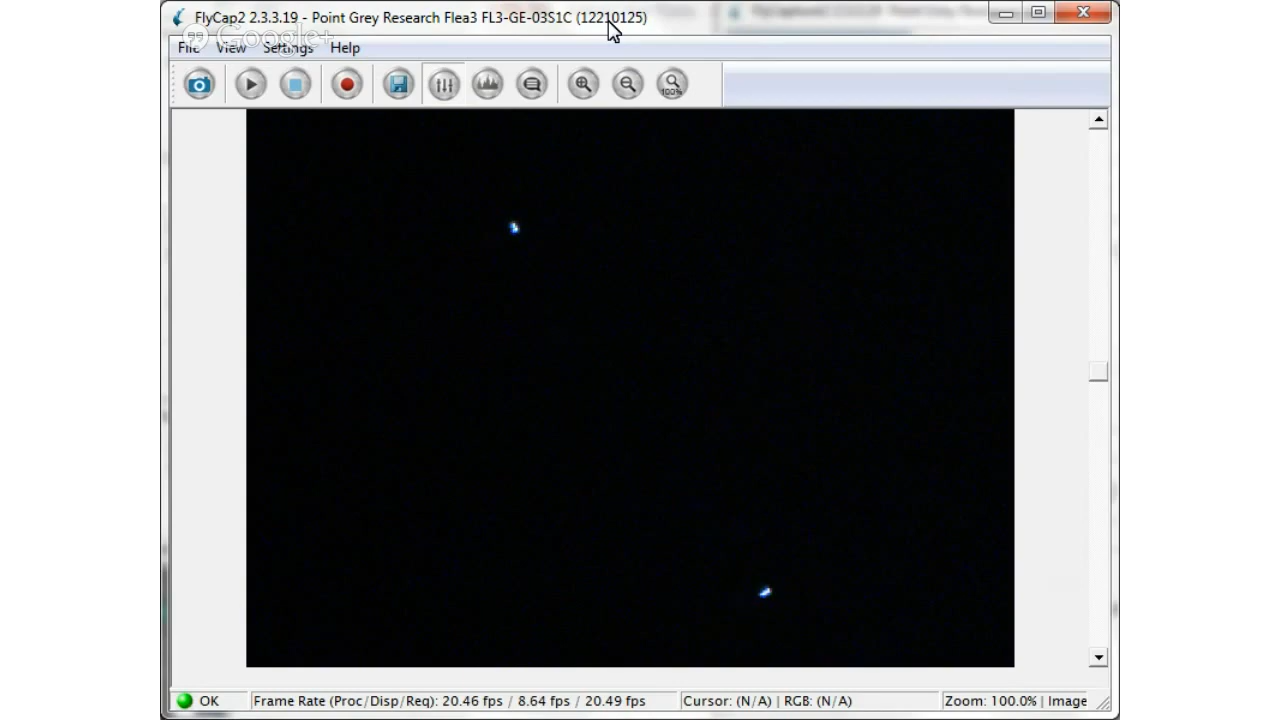 FlyCap2 2.3.3.19 - Point Grey Research Flea3 FL3-GE-03S1C (12210125)
Google+
File View Settings Help
100%
OK Frame Rate (Proc/Disp/Req): 20.46 fps / 8.64 fps / 20.49 fps Cursor: (N/A) | RGB: (N/A) Zoom: 100.0% | Image